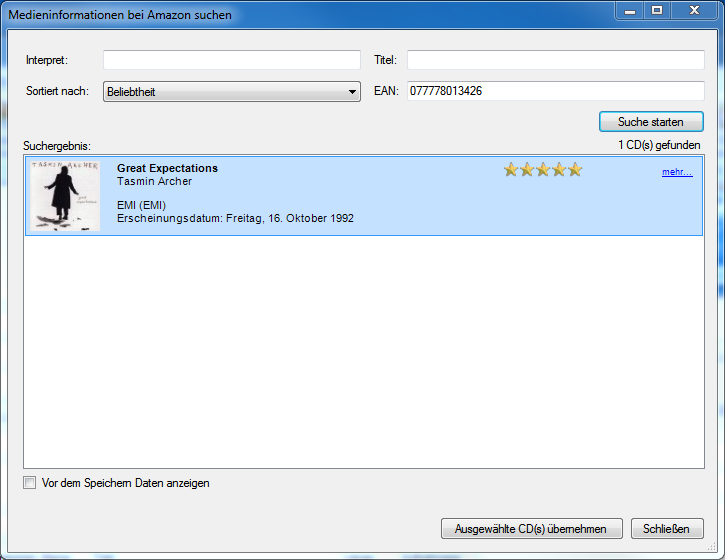 Medieninformationen bei Amazon suchen
Interpret:
Titel:
Sortiert nach: Beliebtheit
EAN: 077778013426
Suche starten
Suchergebnis:
1 CD(s) gefunden
TASMIN ARCHER
Great Expectations
mehr...
Tasmin Archer
EMI (EMI)
Erscheinungsdatum: Freitag, 16. Oktober 1992
Vor dem Speichern Daten anzeigen
Ausgewählte CD(s) übernehmen
Schließen